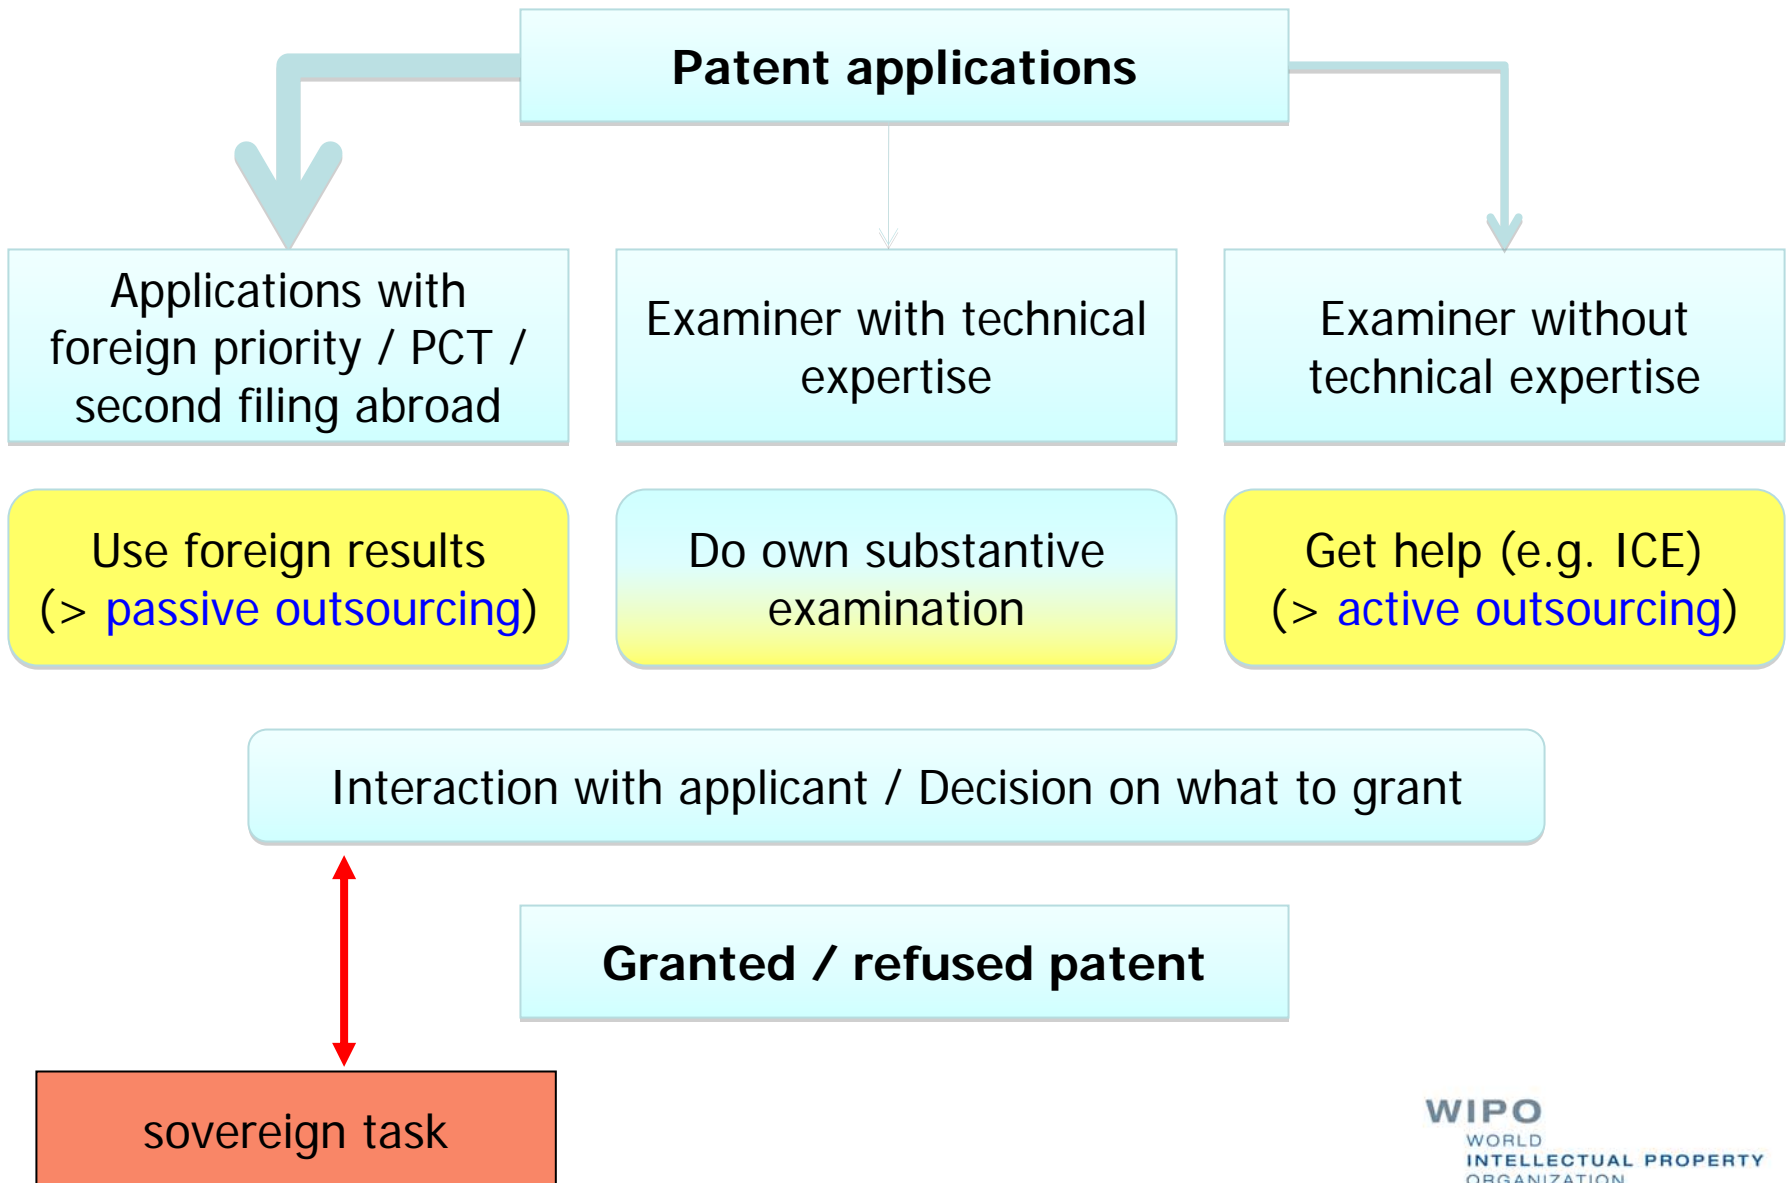 Patent applications
Applications with
foreign priority / PCT /
second filing abroad
Examiner with technical
expertise
Examiner without
technical expertise
Use foreign results
(> passive outsourcing)
Do own substantive
examination
Get help (e.g. ICE)
(> active outsourcing)
Interaction with applicant / Decision on what to grant
Granted / refused patent
sovereign task
WIPO
WORLD
INTELLECTUAL PROPERTY
ORGANIZATION